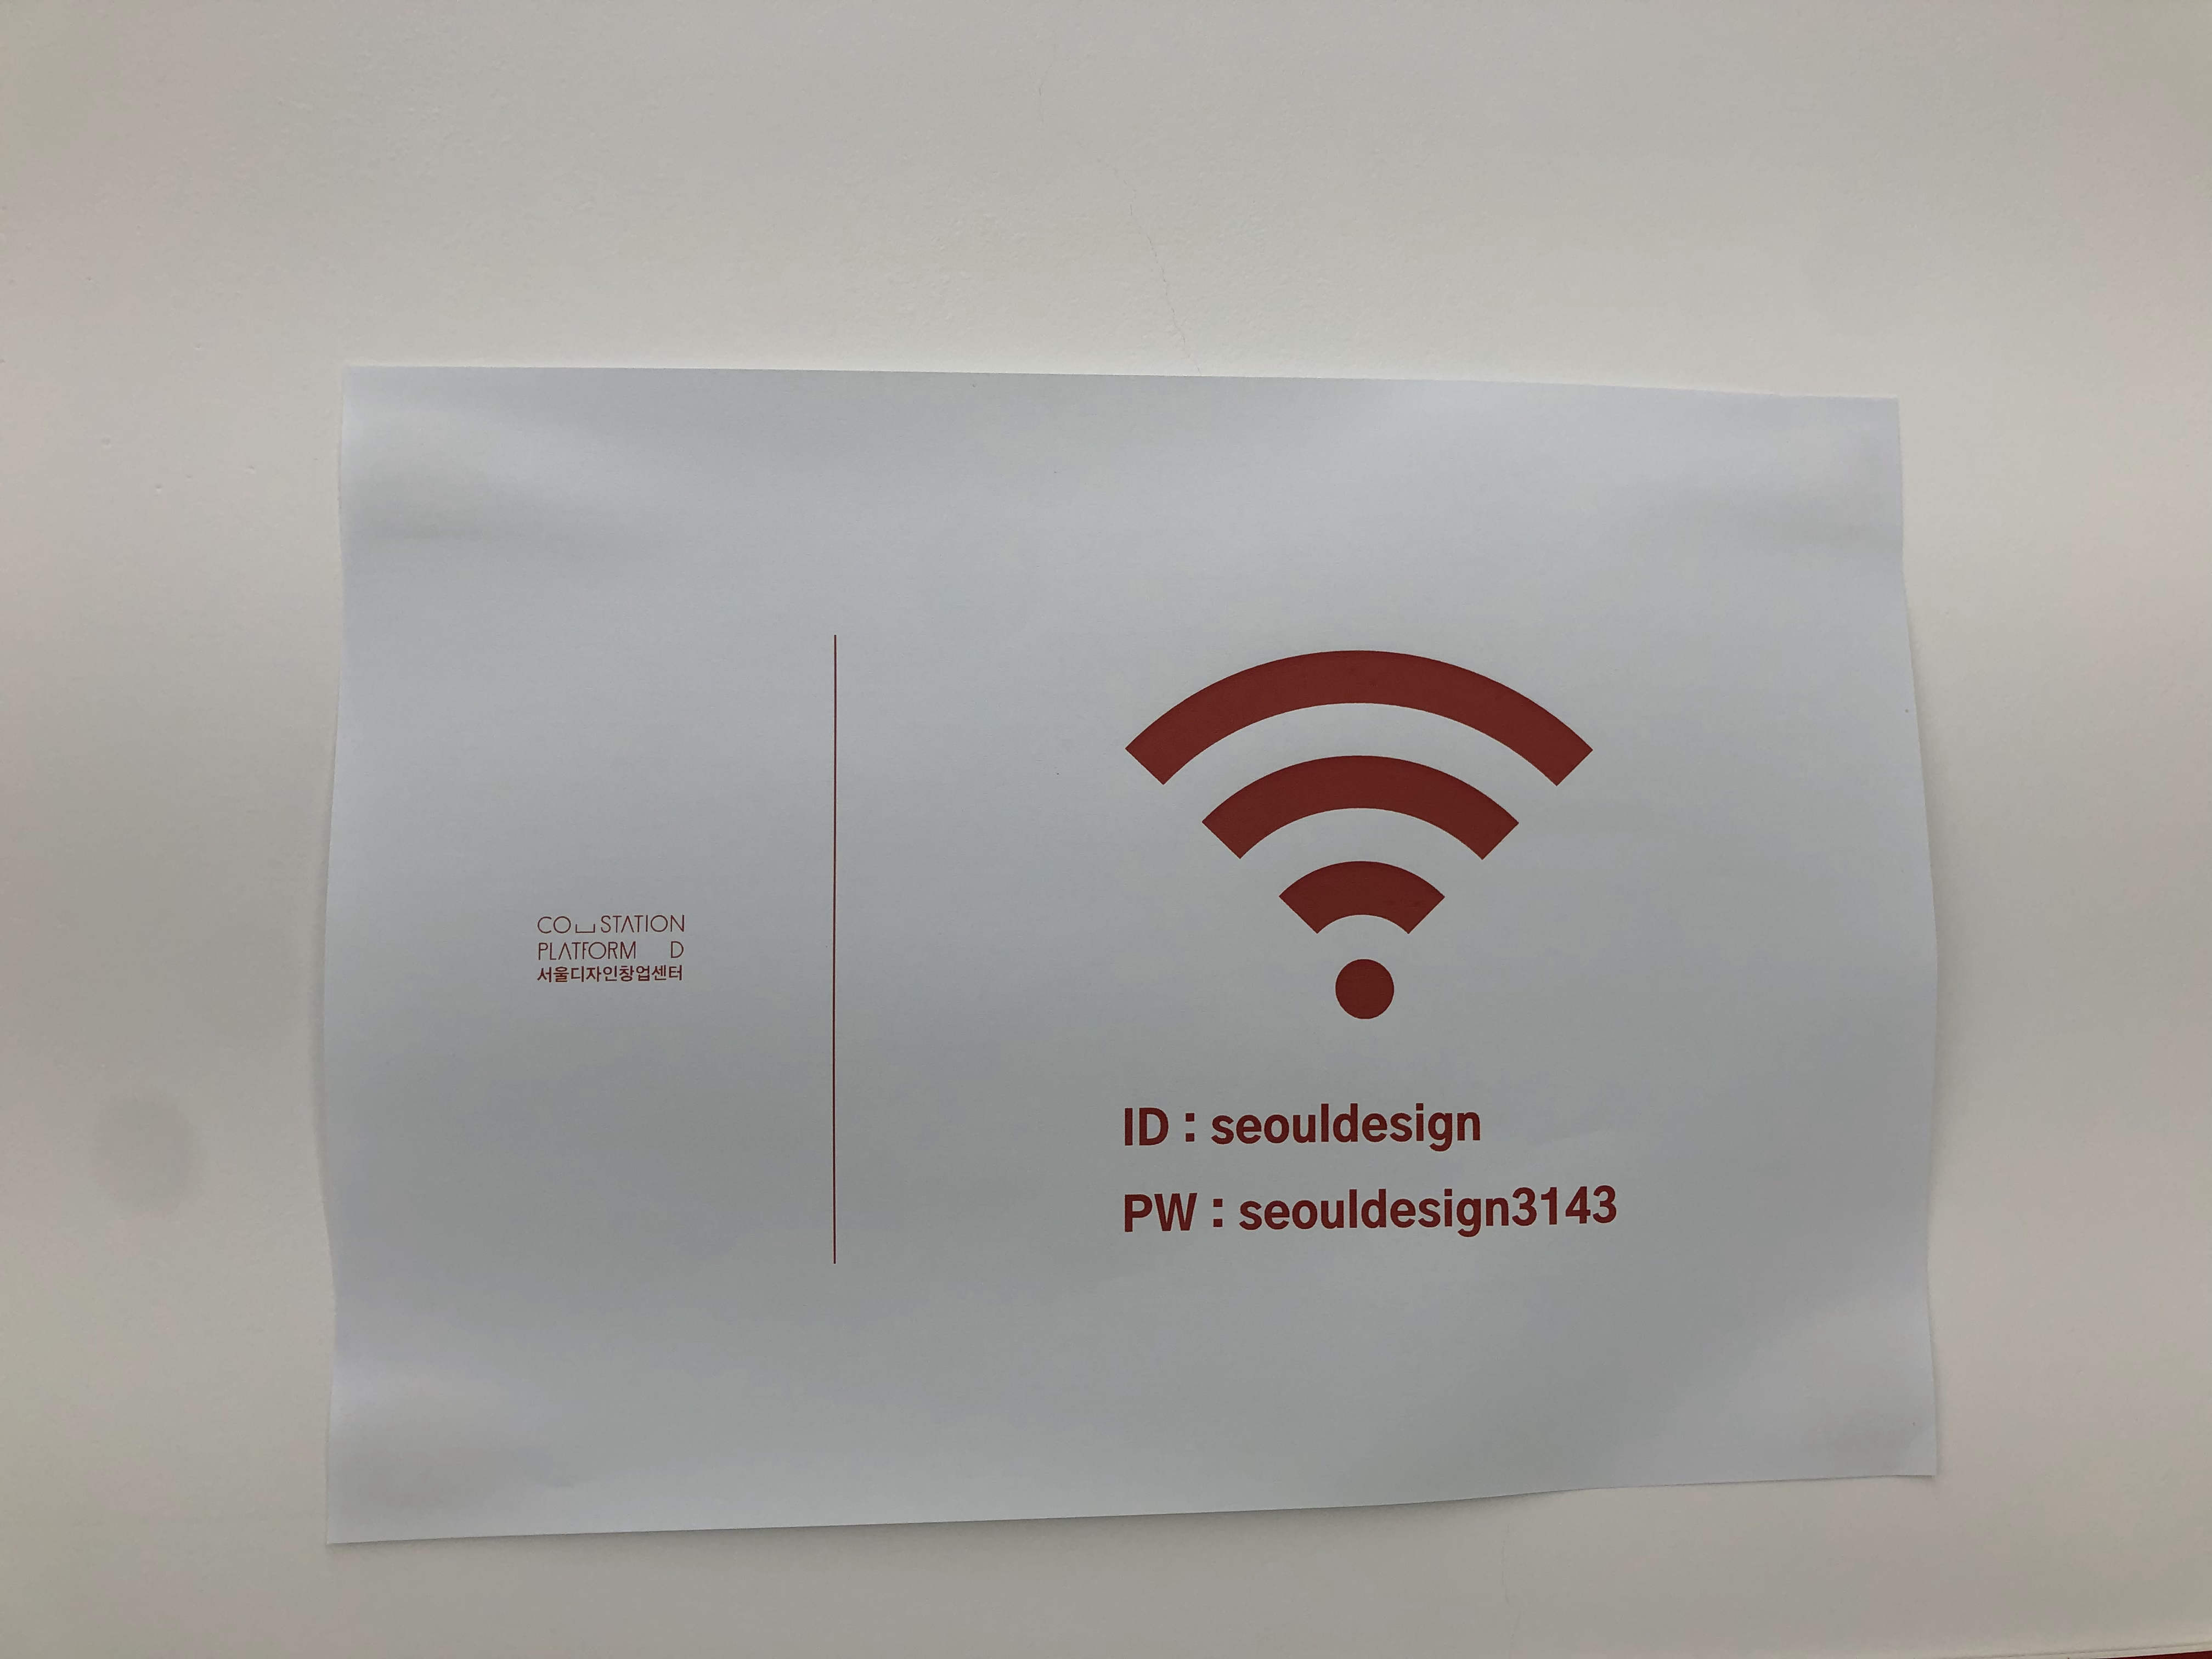 CO⎵STATION
PLATFORM D
서울디자인창업센터
ID : seouldesign
PW : seouldesign3143